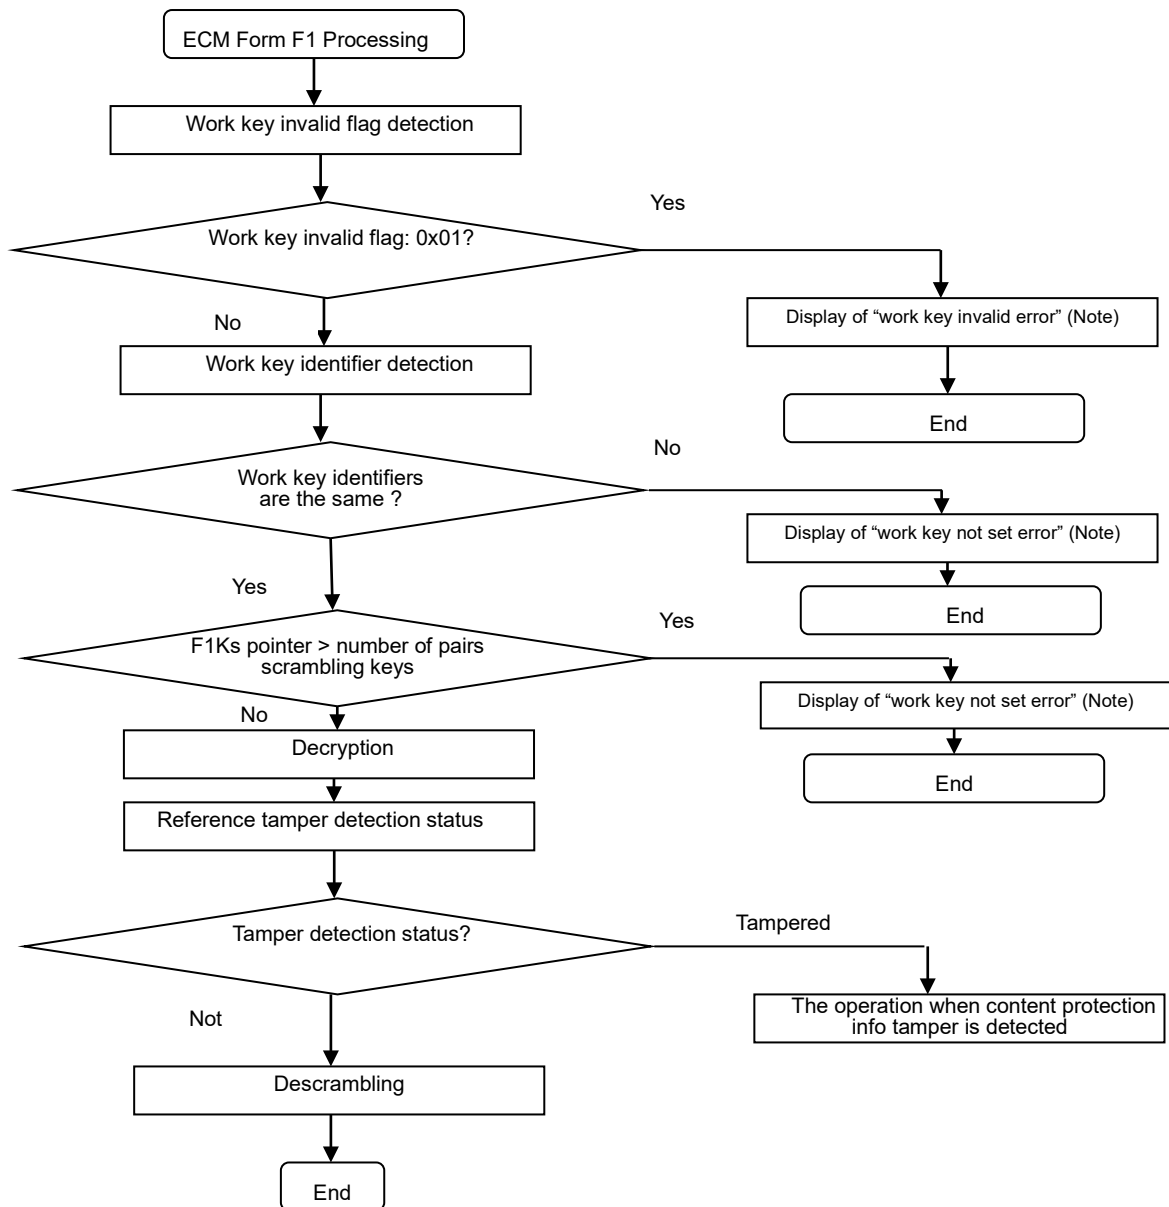 ECM Form F1 Processing
Work key invalid flag detection
Work key invalid flag: 0x01?
Yes
No
Display of “work key invalid error” (Note)
End
Work key identifier detection
Work key identifiers
are the same ?
No
Yes
Display of “work key not set error” (Note)
End
F1Ks pointer > number of pairs
scrambling keys
Yes
No
Display of “work key not set error” (Note)
End
Decryption
Reference tamper detection status
Tamper detection status?
Tampered
Not
The operation when content protection
info tamper is detected
Descrambling
End